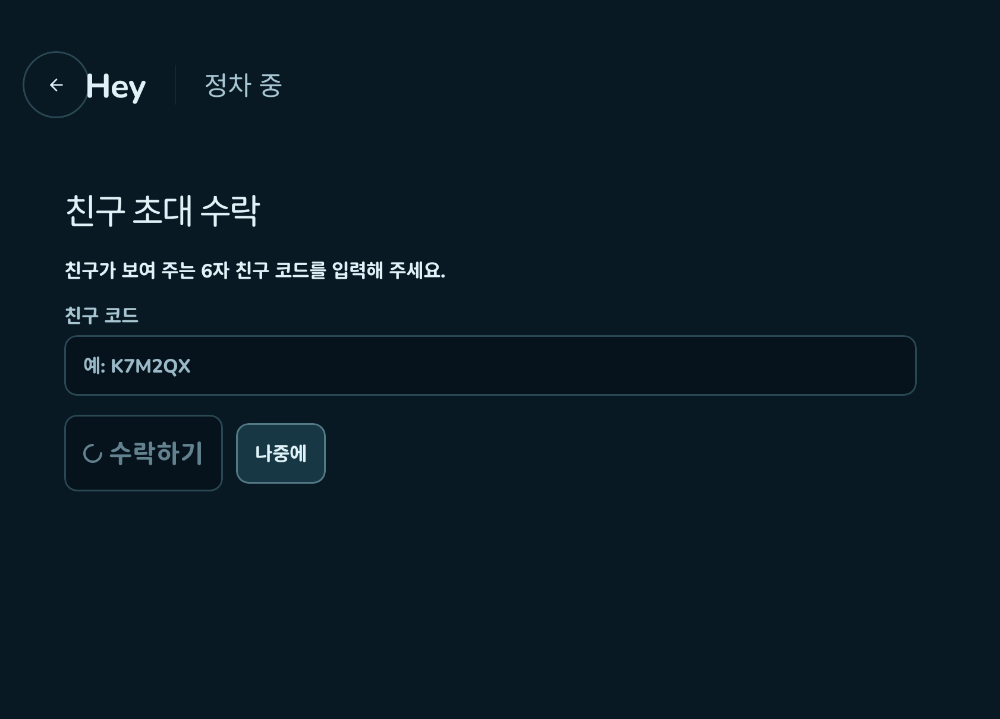 Hey 정차 중
친구 초대 수락
친구가 보여 주는 6자 친구 코드를 입력해 주세요.
친구 코드
예: K7M2QX
수락하기 나중에